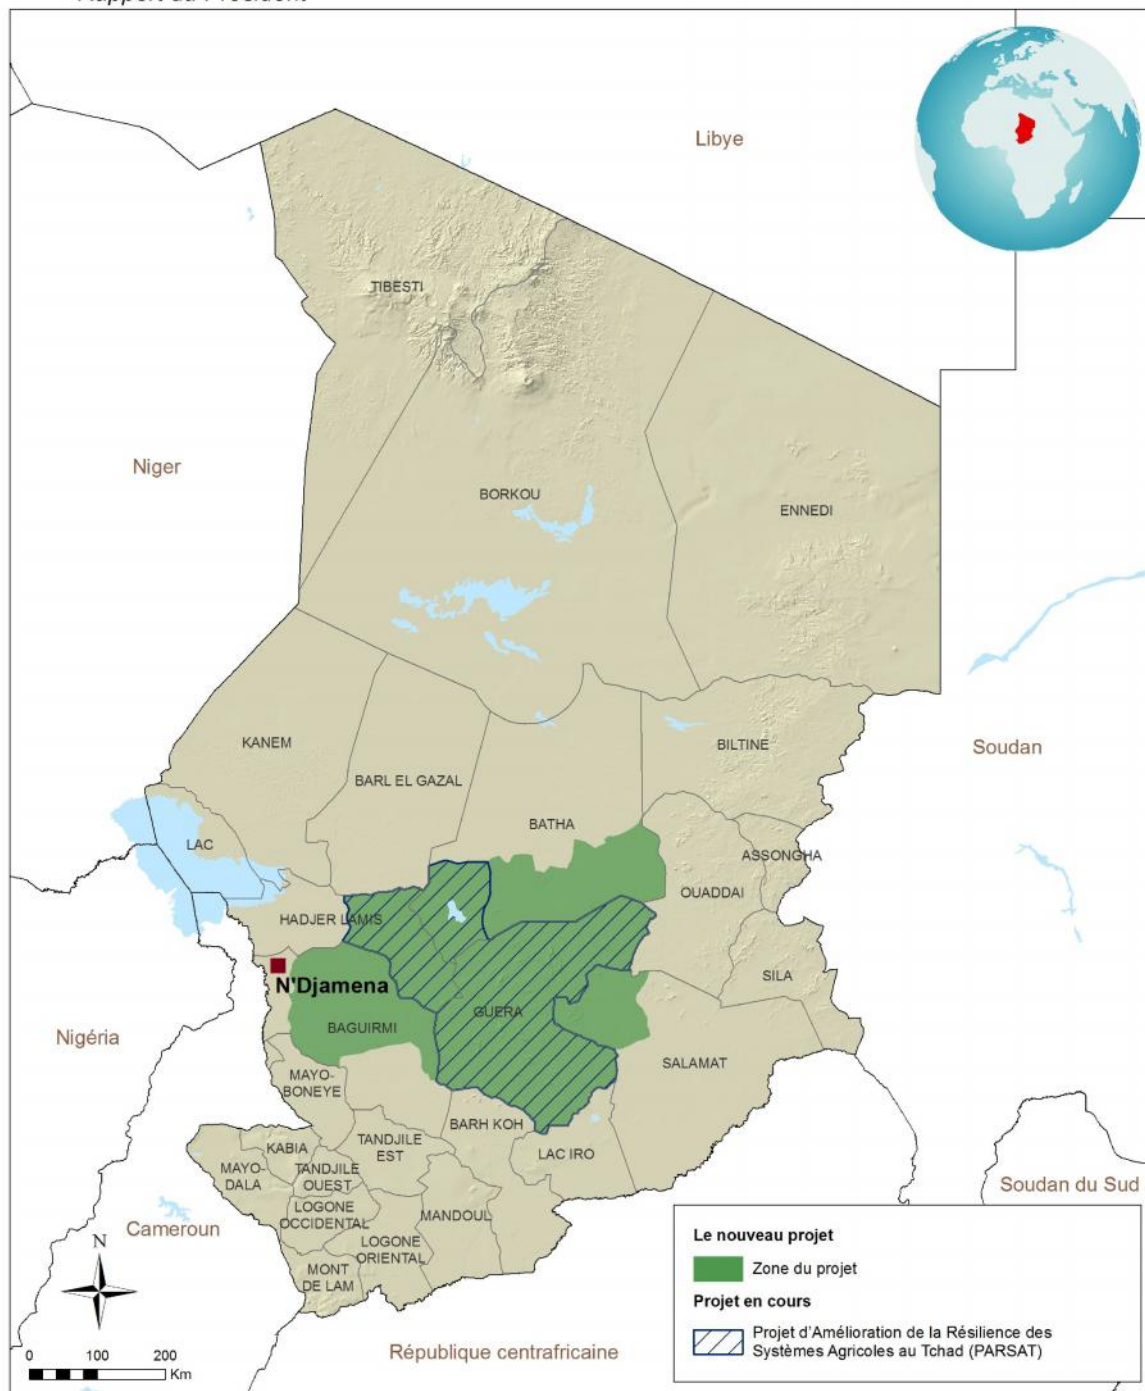 Rapport du Président
Libye
TIBESTI
Niger
BORKOU
ENNEDI
KANEM
BILTINE
Soudan
BARL EL GAZAL
BATHA
LAC
ASSONGHA
OUADDAI
HADJER LAMIS
SILA
N'Djamena
GUERA
BAGUIRMI
Nigéria
SALAMAT
MAYO-
BONEYE
BARH KOH
TANDJILE
EST
KABIA
LAC IRO
MAYO-
DALA
TANDJILE
OUEST
Soudan du Sud
LOGONE
OCCIDENTAL
MANDOUL
Cameroun
LOGONE
ORIENTAL
MONT
DE LAM
N
République centrafricaine
0 100 200
Km
Le nouveau projet
Zone du projet
Projet en cours
Projet d'Amélioration de la Résilience des
Systèmes Agricoles au Tchad (PARSAT)